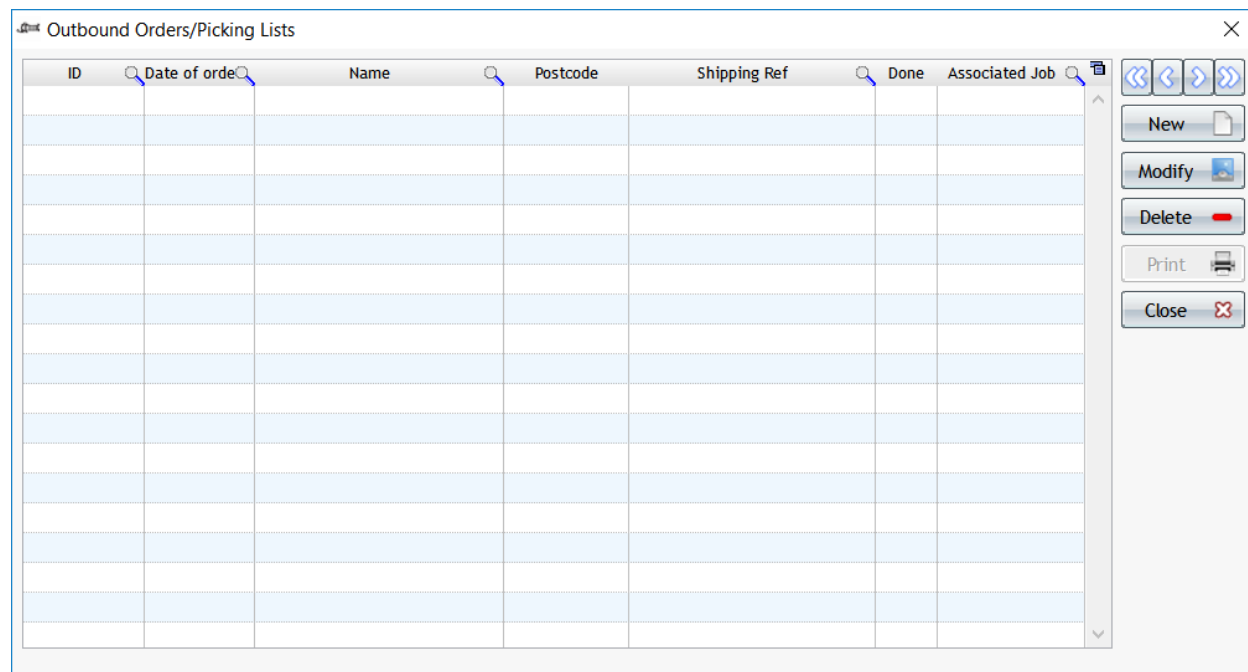 Outbound Orders/Picking Lists
ID Date of orde Name Postcode Shipping Ref Done Associated Job
New
Modify
Delete
Print
Close